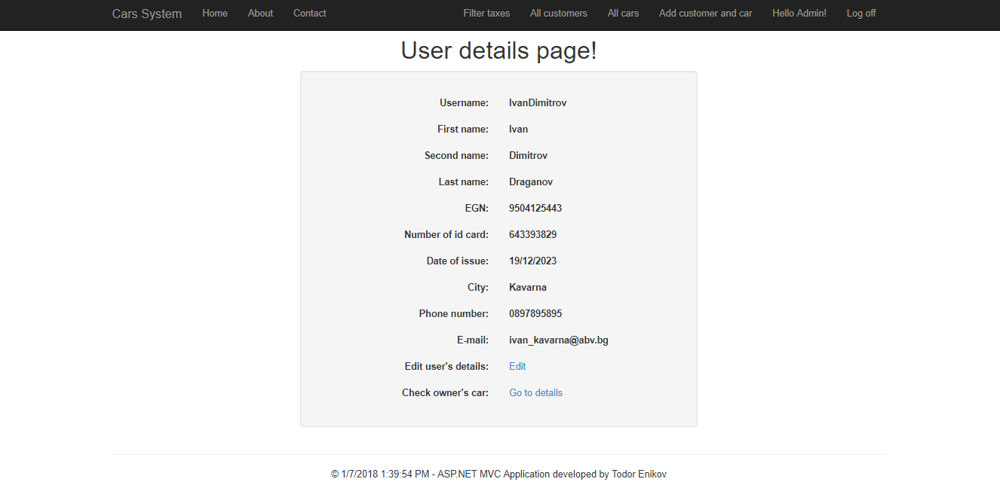 Cars System Home About Contact Filter taxes All customers All cars Add customer and car Hello Admin! Log off
User details page!
Username: IvanDimitrov
First name: Ivan
Second name: Dimitrov
Last name: Draganov
EGN: 9504125443
Number of id card: 643393829
Date of issue: 19/12/2023
City: Kavarna
Phone number: 0897895895
E-mail: ivan_kavarna@abv.bg
Edit user's details: Edit
Check owner's car: Go to details
© 1/7/2018 1:39:54 PM - ASP.NET MVC Application developed by Todor Enikov